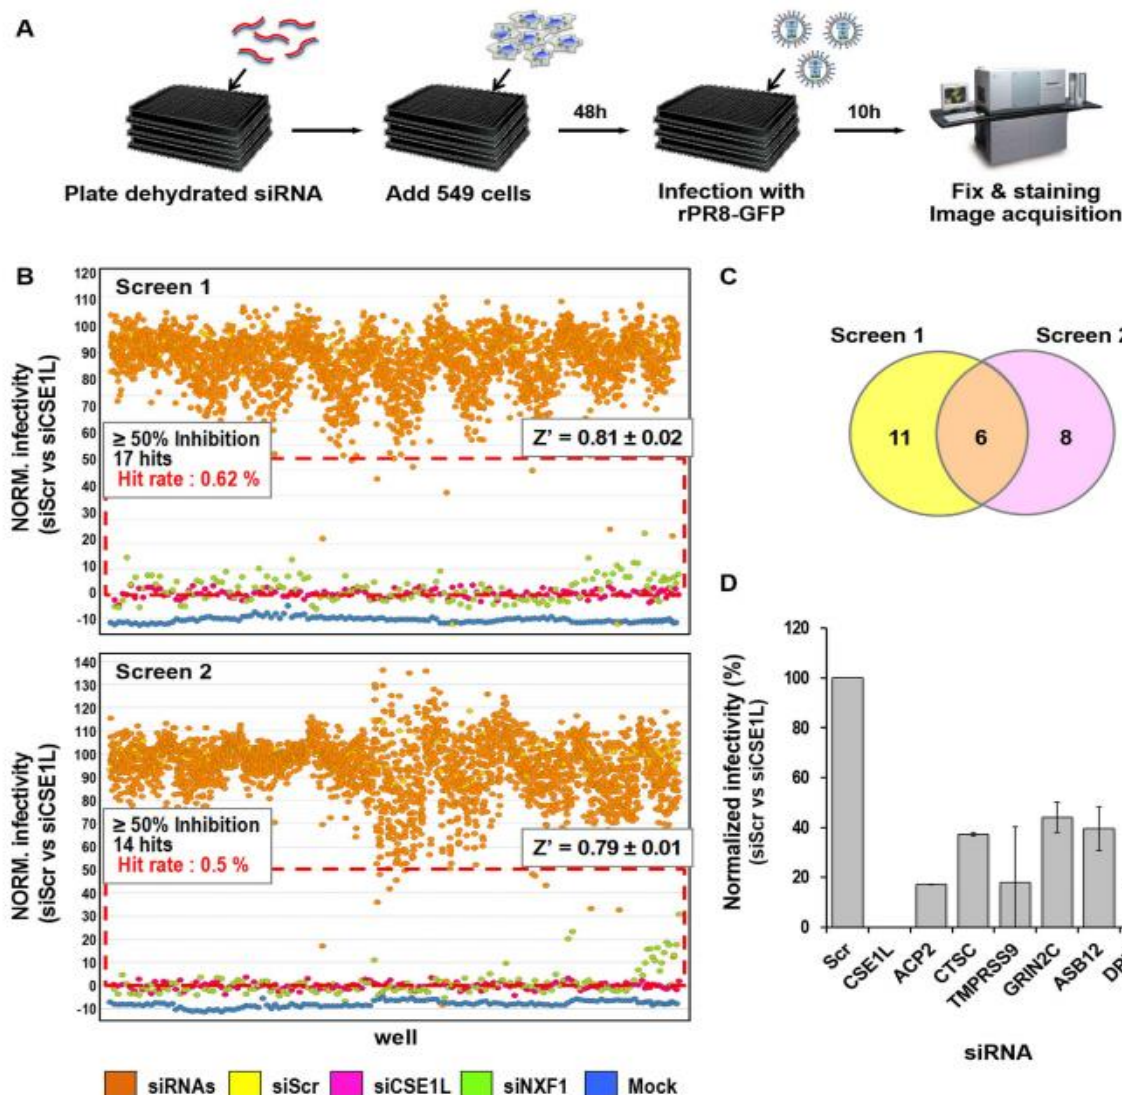 A
48h
10h
Plate dehydrated siRNA
Add 549 cells
Infection with
rPR8-GFP
Fix & staining
Image acquisition
B
NORM. infectivity
(siScr vs siCSE1L)
120
110
100
90
80
70
60
50
40
30
20
10
0
-10
Screen 1
≥ 50% Inhibition
17 hits
Hit rate : 0.62 %
Z' = 0.81 ± 0.02
NORM. infectivity
(siScr vs siCSE1L)
140
130
120
110
100
90
80
70
60
50
40
30
20
10
0
-10
Screen 2
≥ 50% Inhibition
14 hits
Hit rate : 0.5 %
Z' = 0.79 ± 0.01
well
siRNAs siScr siCSE1L siNXF1 Mock
C
Screen 1 Screen 2
11 6 8
D
Normalized infectivity (%)
(siScr vs siCSE1L)
120
100
80
60
40
20
0
Scr
CSE1L
ACP2
CTSC
TMPRSS9
GRIN2C
ASB12
siRNA